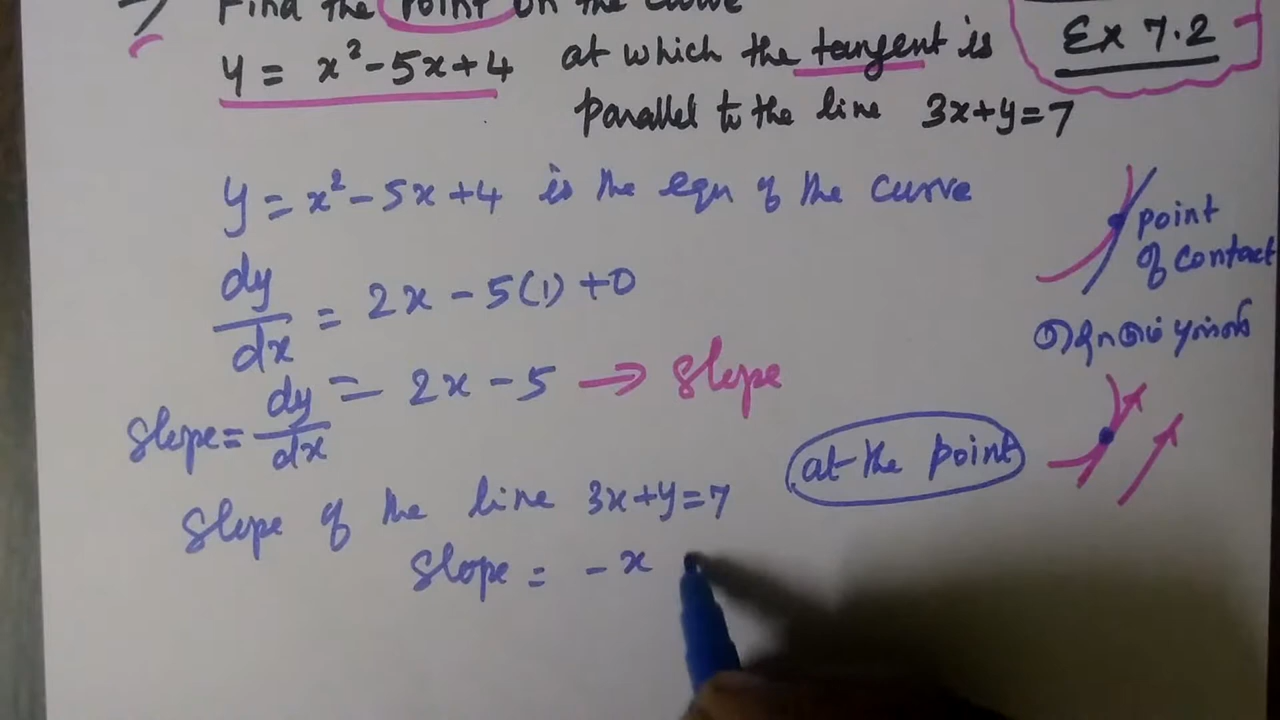 Find the Point on the curve
y = x² - 5x + 4 at which the tangent is
parallel to the line 3x + y = 7
Ex 7.2
y = x² - 5x + 4 is the eqn of the curve
dy/dx = 2x - 5(1) + 0
Slope = dy/dx = 2x - 5 → Slope
point
of contact
at the point
Slope of the line 3x + y = 7
Slope = - x